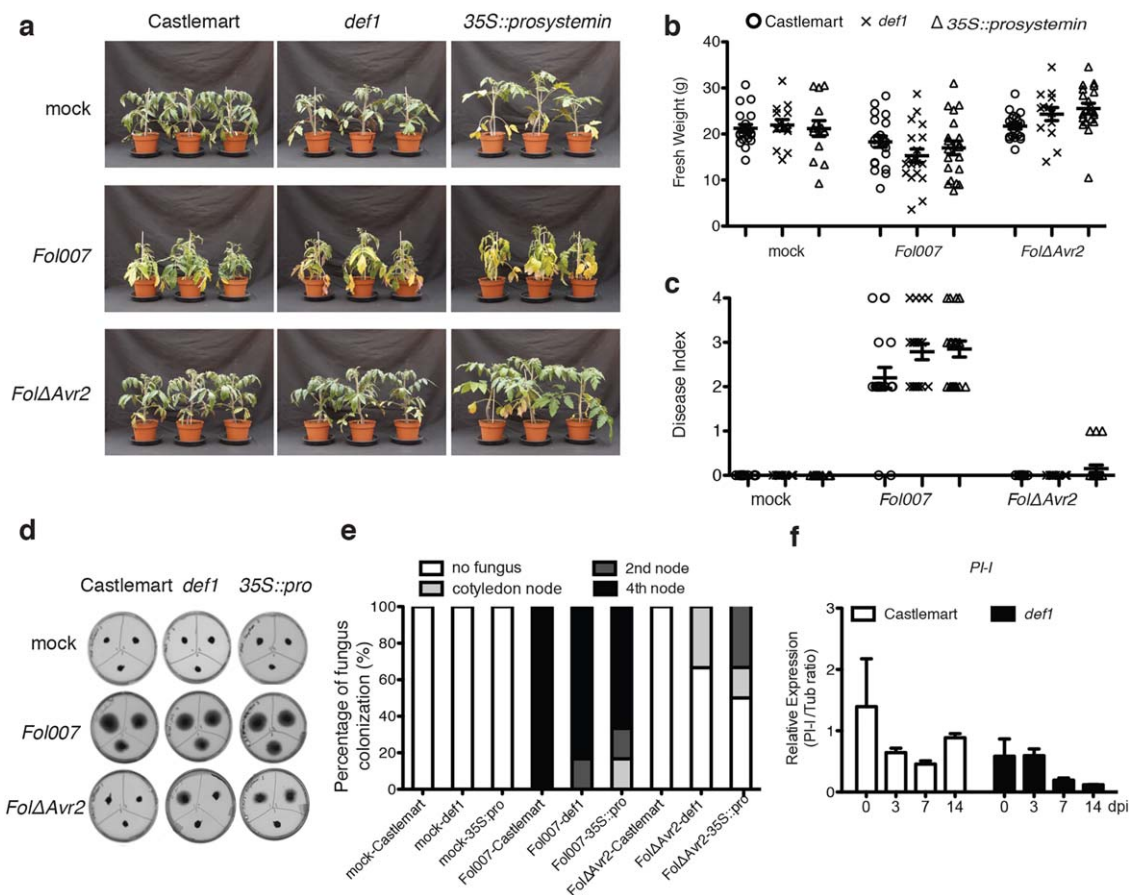 a
Castlemart def1 35S::prosystemin
mock
Fol007
FolΔAvr2
b
Castlemart def1 35S::prosystemin
Fresh Weight (g)
40
30
20
10
0
mock Fol007 FolΔAvr2
c
Disease Index
4
3
2
1
0
mock Fol007 FolΔAvr2
d
Castlemart def1 35S::pro
mock
Fol007
FolΔAvr2
e
no fungus 2nd node
cotyledon node 4th node
Percentage of fungus
colonization (%)
100
80
60
40
20
0
mock-Castlemart
mock-def1
mock-35S::pro
Fol007-Castlemart
Fol007-def1
Fol007-35S::pro
FolΔAvr2-Castlemart
FolΔAvr2-def1
FolΔAvr2-35S::pro
f
PI-I
Castlemart def1
Relative Expression
(PI-I /Tub ratio)
3
2
1
0
0 3 7 14 0 3 7 14 dpi